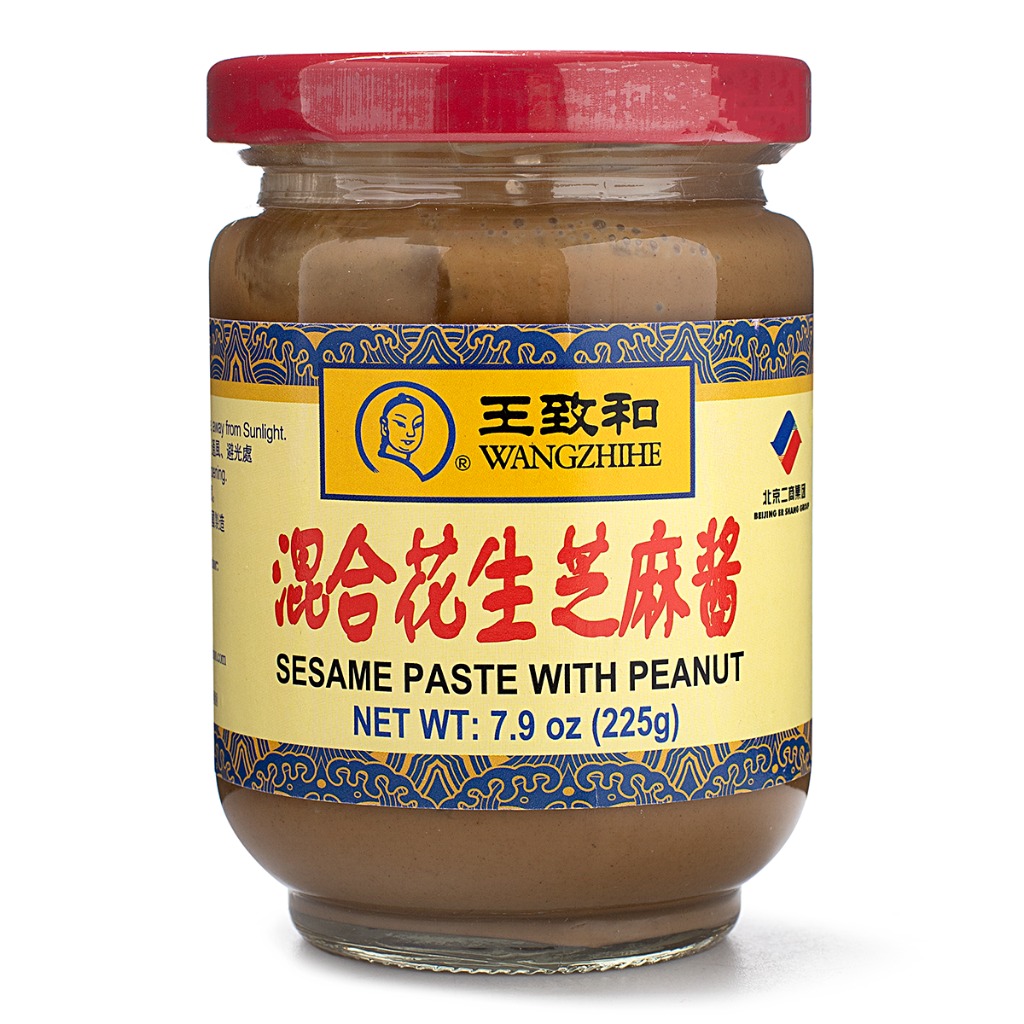 王致和
® WANGZHIHE
混合花生芝麻酱
SESAME PASTE WITH PEANUT
NET WT: 7.9 oz (225g)
北京二商集团
BEIJING ER SHANG GROUP
away from Sunlight.
避光處